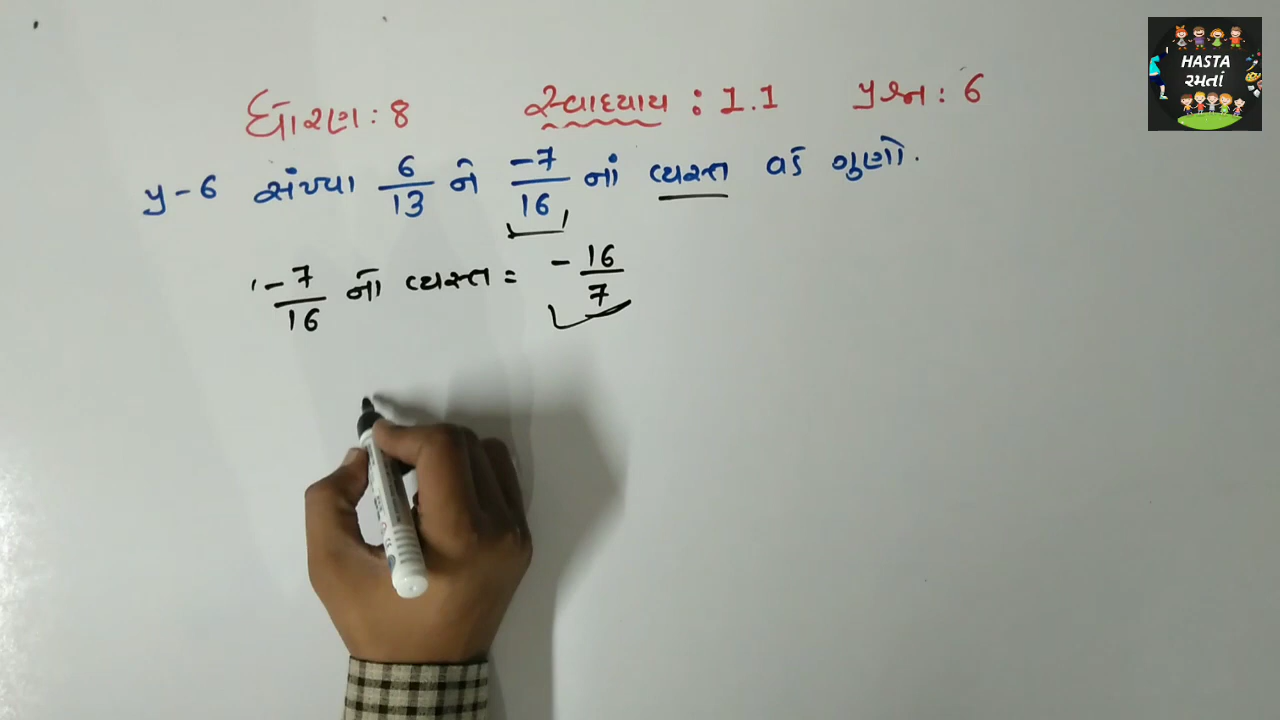 HASTA
રમતાં
ધોરણ : 8 સ્વાધ્યાય : 1.1 પ્રશ્ન : 6
પ્ર - 6 સંખ્યા 6/13 ને -7/16 નાં વ્યસ્ત વડે ગુણો.
-7/16 નો વ્યસ્ત = -16/7